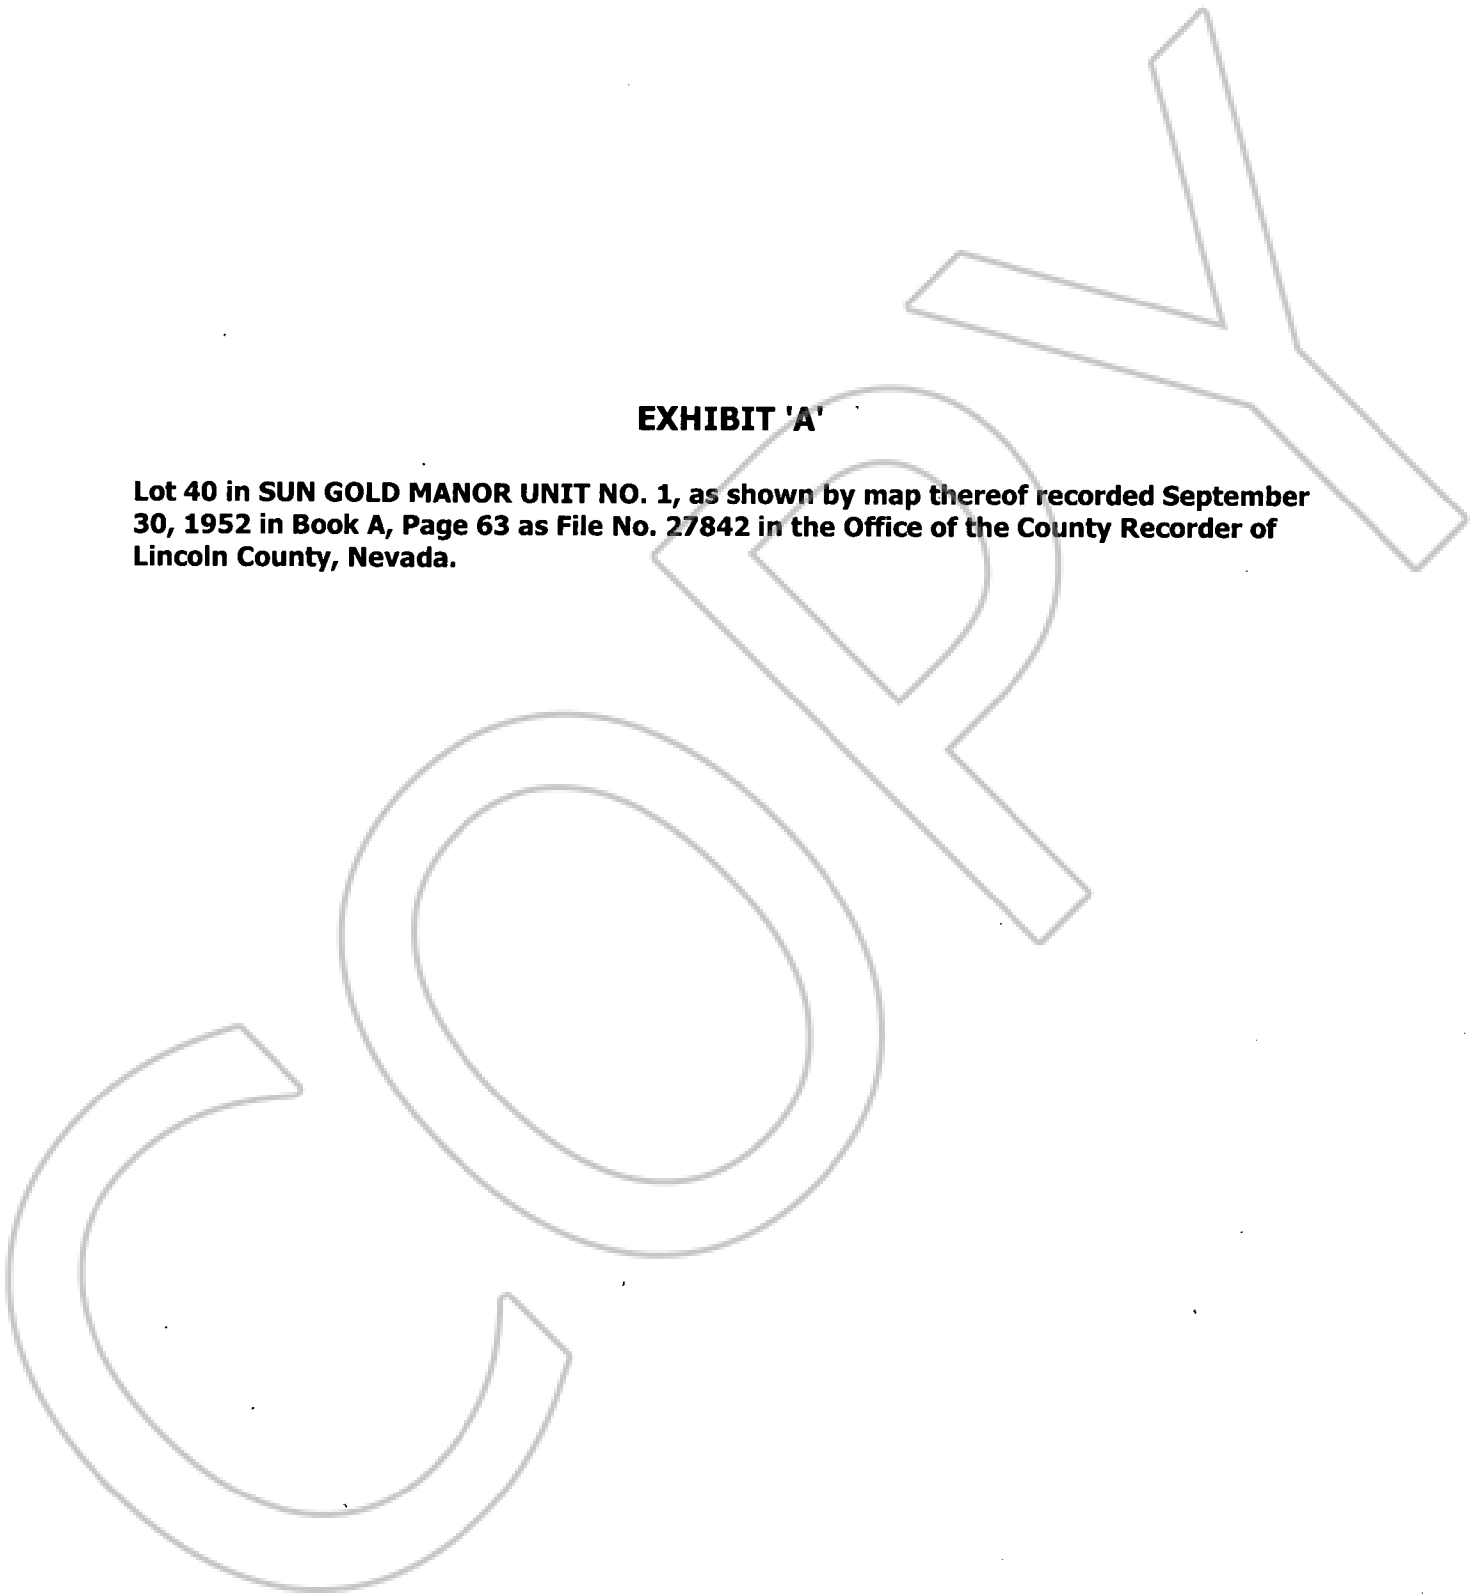 EXHIBIT 'A'
Lot 40 in SUN GOLD MANOR UNIT NO. 1, as shown by map thereof recorded September
30, 1952 in Book A, Page 63 as File No. 27842 in the Office of the County Recorder of
Lincoln County, Nevada.
COPY